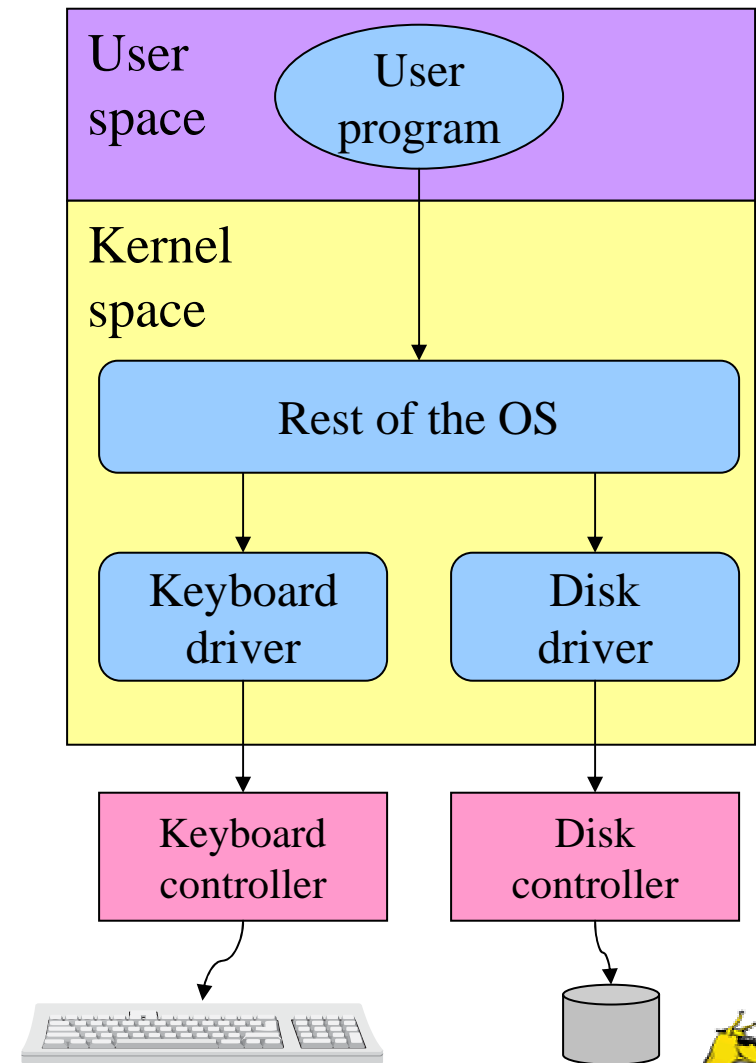 User
space
User
program
Kernel
space
Rest of the OS
Keyboard
driver
Disk
driver
Keyboard
controller
Disk
controller